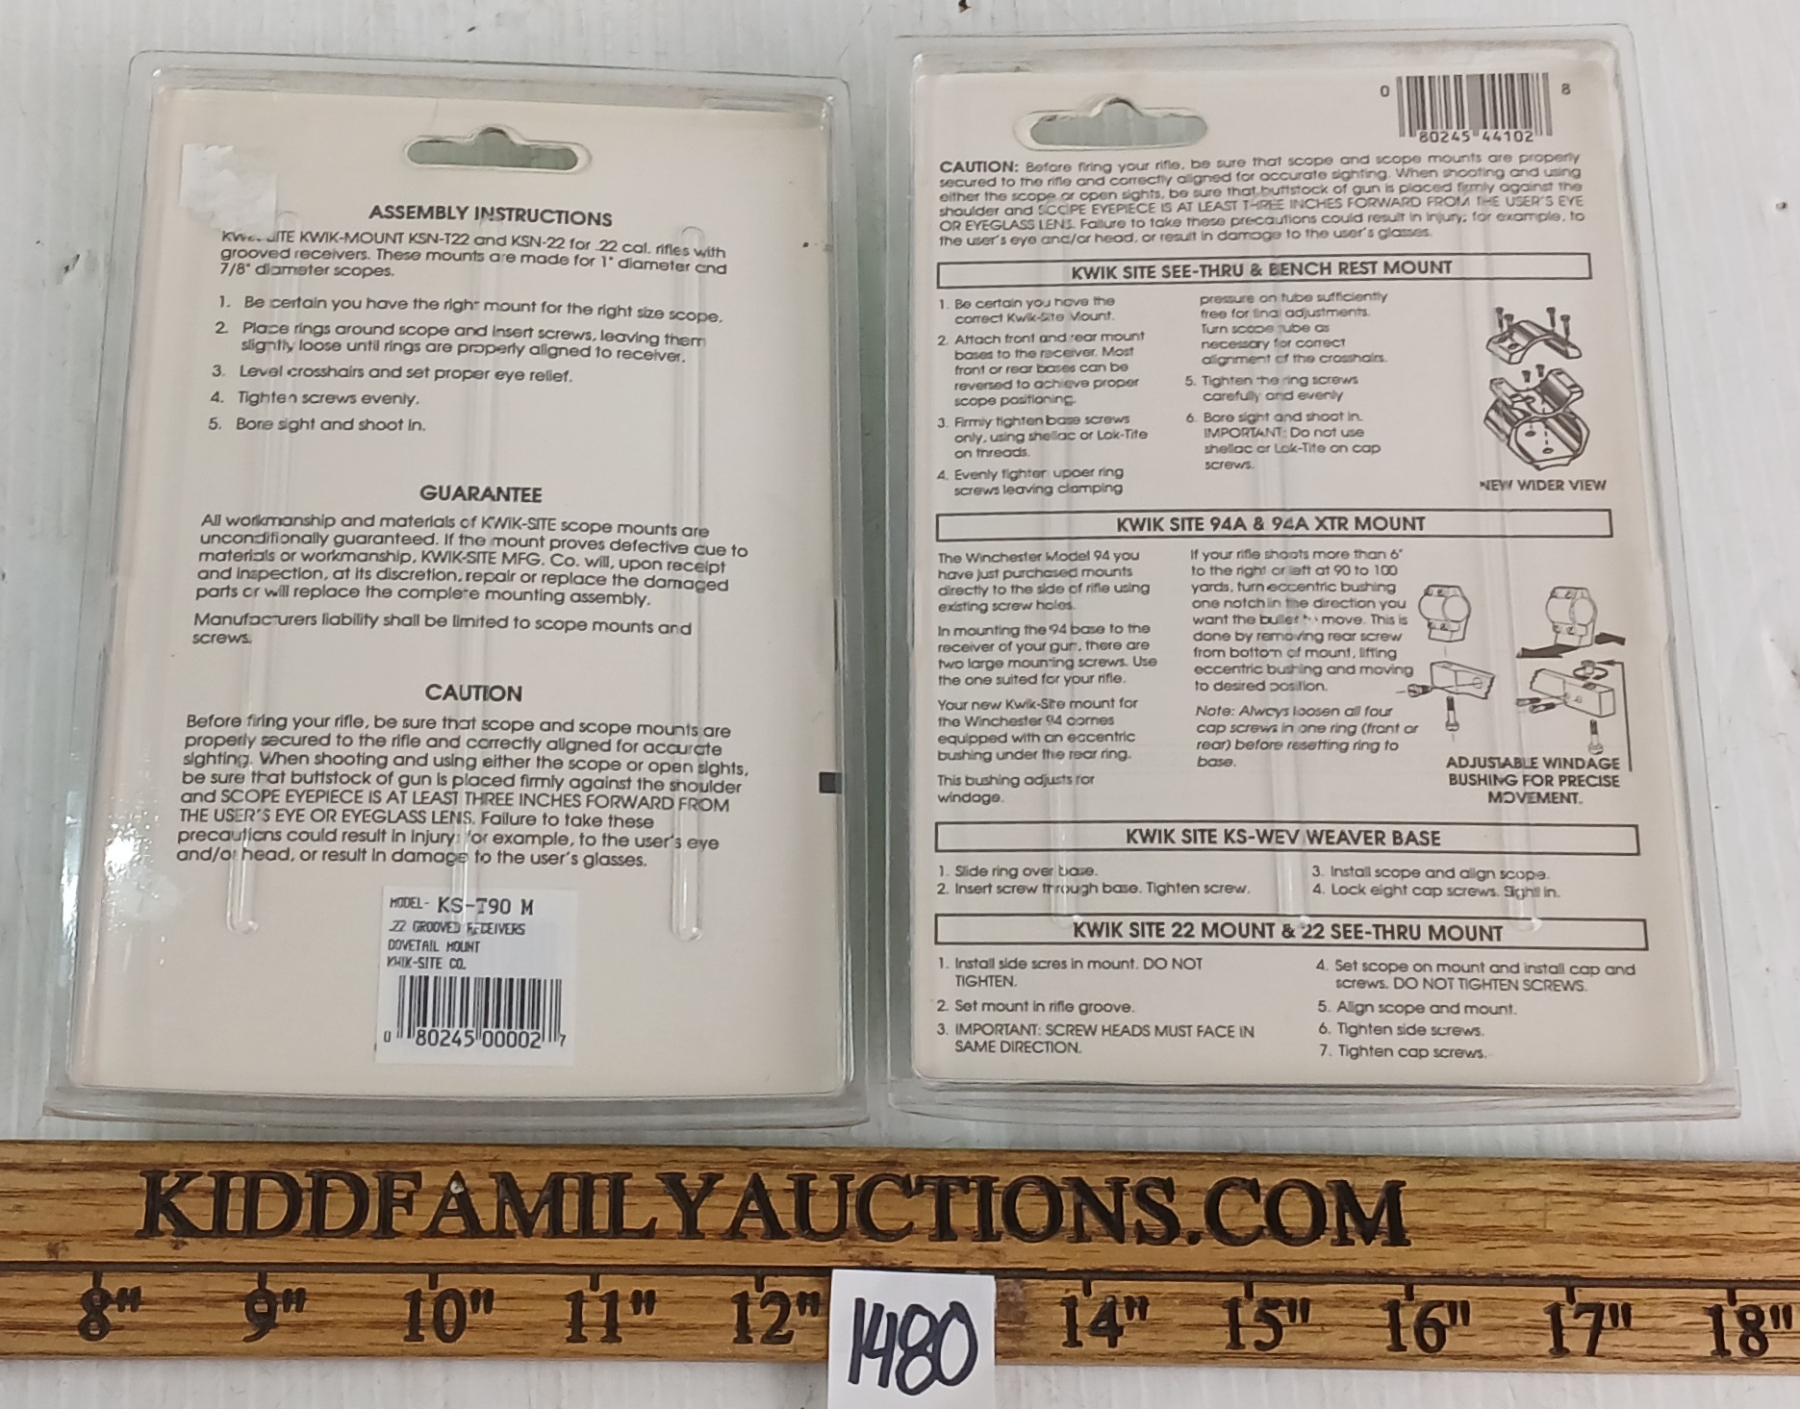 ASSEMBLY INSTRUCTIONS
KWIK-SITE KWIK-MOUNT KSN-T22 and KSN-22 for .22 cal. rifles with
grooved receivers. These mounts are made for 1" diameter and
7/8" diameter scopes.
1. Be certain you have the right mount for the right size scope.
2. Place rings around scope and insert screws, leaving them
slightly loose until rings are properly aligned to receiver.
3. Level crosshairs and set proper eye relief.
4. Tighten screws evenly.
5. Bore sight and shoot in.
GUARANTEE
All workmanship and materials of KWIK-SITE scope mounts are
unconditionally guaranteed. If the mount proves defective due to
materials or workmanship, KWIK-SITE MFG. Co. will, upon receipt
and inspection, at its discretion, repair or replace the damaged
parts or will replace the complete mounting assembly.
Manufacturers liability shall be limited to scope mounts and
screws.
CAUTION
Before firing your rifle, be sure that scope and scope mounts are
properly secured to the rifle and correctly aligned for accurate
sighting. When shooting and using either the scope or open sights,
be sure that buttstock of gun is placed firmly against the shoulder
and SCOPE EYEPIECE IS AT LEAST THREE INCHES FORWARD FROM
THE USER'S EYE OR EYEGLASS LENS. Failure to take these
precautions could result in injury; for example, to the user's eye
and/or head, or result in damage to the user's glasses.
MODEL- KS-T90 M
.22 GROOVED RECEIVERS
DOVETAIL MOUNT
KWIK-SITE CO.
0 80245 00002 7
0 80245 44102 8
CAUTION: Before firing your rifle, be sure that scope and scope mounts are properly
secured to the rifle and correctly aligned for accurate sighting. When shooting and using
either the scope or open sights, be sure that buttstock of gun is placed firmly against the
shoulder and SCOPE EYEPIECE IS AT LEAST THREE INCHES FORWARD FROM THE USER'S EYE
OR EYEGLASS LENS. Failure to take these precautions could result in injury; for example, to
the user's eye and/or head, or result in damage to the user's glasses.
KWIK SITE SEE-THRU & BENCH REST MOUNT
1. Be certain you have the
correct Kwik-Site Mount.
2. Attach front and rear mount
bases to the receiver. Most
front or rear bases can be
reversed to achieve proper
scope positioning.
3. Firmly tighten base screws
only, using shellac or Lok-Tite
on threads.
4. Evenly tighten upper ring
screws leaving clamping
pressure on tube sufficiently
free for final adjustments.
Turn scope tube as
necessary for correct
alignment of the crosshairs.
5. Tighten the ring screws
carefully and evenly
6. Bore sight and shoot in.
IMPORTANT: Do not use
shellac or Lok-Tite on cap
screws.
NEW WIDER VIEW
KWIK SITE 94A & 94A XTR MOUNT
The Winchester Model 94 you
have just purchased mounts
directly to the side of rifle using
existing screw holes.
In mounting the 94 base to the
receiver of your gun, there are
two large mounting screws. Use
the one suited for your rifle.
Your new Kwik-Site mount for
the Winchester 94 comes
equipped with an eccentric
bushing under the rear ring.
This bushing adjusts for
windage.
If your rifle shoots more than 6"
to the right or left at 90 to 100
yards, turn eccentric bushing
one notch in the direction you
want the bullet to move. This is
done by removing rear screw
from bottom of mount, lifting
eccentric bushing and moving
to desired position.
Note: Always loosen all four
cap screws in one ring (front or
rear) before resetting ring to
base.
ADJUSTABLE WINDAGE
BUSHING FOR PRECISE
MOVEMENT.
KWIK SITE KS-WEV WEAVER BASE
1. Slide ring over base.
2. Insert screw through base. Tighten screw.
3. Install scope and align scope.
4. Lock eight cap screws. Sight in.
KWIK SITE 22 MOUNT & 22 SEE-THRU MOUNT
1. Install side scres in mount. DO NOT
TIGHTEN.
2. Set mount in rifle groove.
3. IMPORTANT: SCREW HEADS MUST FACE IN
SAME DIRECTION.
4. Set scope on mount and install cap and
screws. DO NOT TIGHTEN SCREWS.
5. Align scope and mount.
6. Tighten side screws.
7. Tighten cap screws.
KIDDFAMILYAUCTIONS.COM
8" 9" 10" 11" 12" 14" 15" 16" 17" 18"
1480